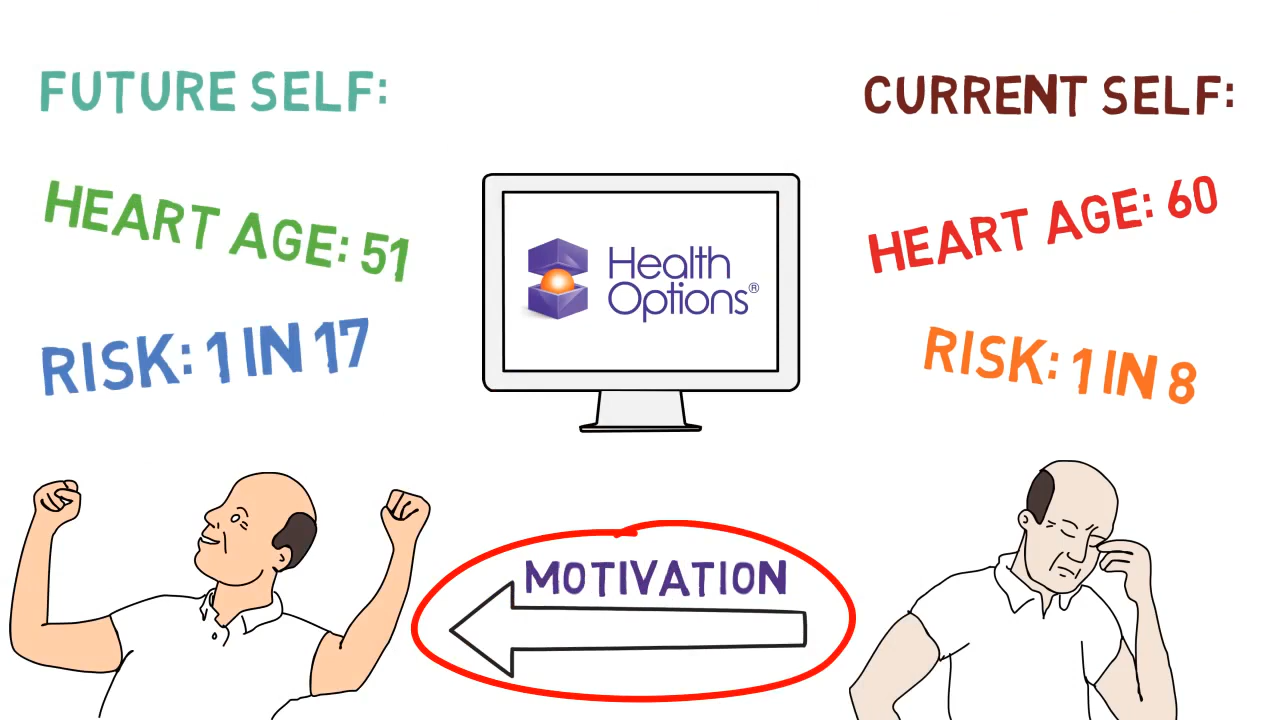 FUTURE SELF:
HEART AGE: 51
RISK: 1 IN 17
Health
Options®
CURRENT SELF:
HEART AGE: 60
RISK: 1 IN 8
MOTIVATION